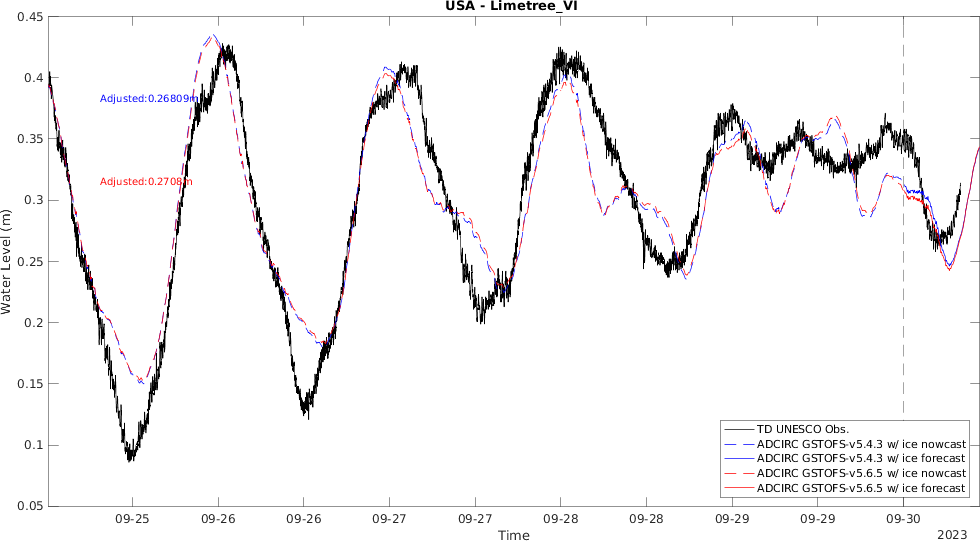 USA - Limetree_VI
0.45
0.4
0.35
0.3
0.25
0.2
0.15
0.1
0.05
Water Level (m)
Adjusted:0.26809m
Adjusted:0.2708m
TD UNESCO Obs.
ADCIRC GSTOFS-v5.4.3 w/ ice nowcast
ADCIRC GSTOFS-v5.4.3 w/ ice forecast
ADCIRC GSTOFS-v5.6.5 w/ ice nowcast
ADCIRC GSTOFS-v5.6.5 w/ ice forecast
09-25 09-26 09-26 09-27 09-27 09-28 09-28 09-29 09-29 09-30
Time
2023